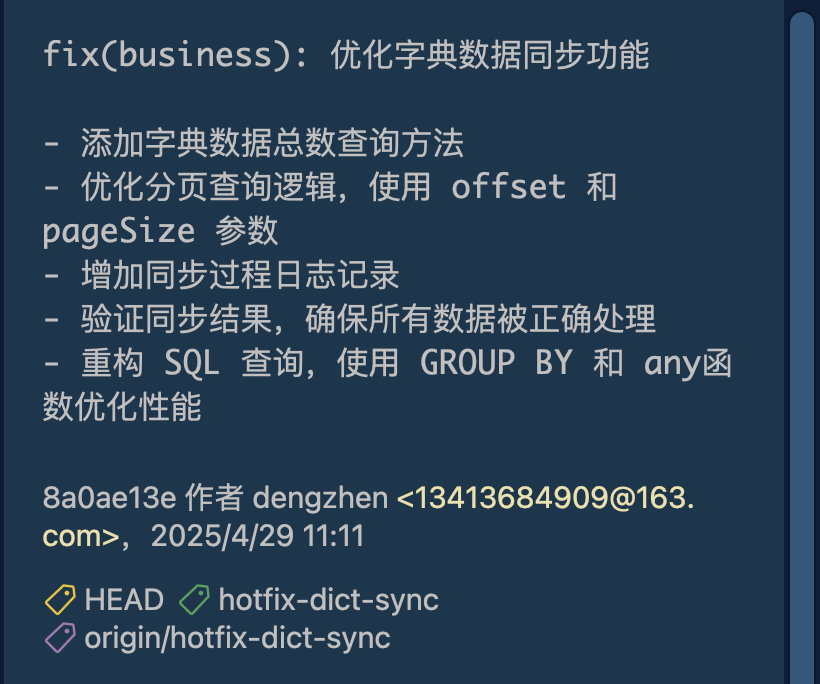 fix(business): 优化字典数据同步功能
- 添加字典数据总数查询方法
- 优化分页查询逻辑，使用 offset 和
pageSize 参数
- 增加同步过程日志记录
- 验证同步结果，确保所有数据被正确处理
- 重构 SQL 查询，使用 GROUP BY 和 any函
数优化性能
8a0ae13e 作者 dengzhen <13413684909@163.
com>，2025/4/29 11:11
HEAD hotfix-dict-sync
origin/hotfix-dict-sync